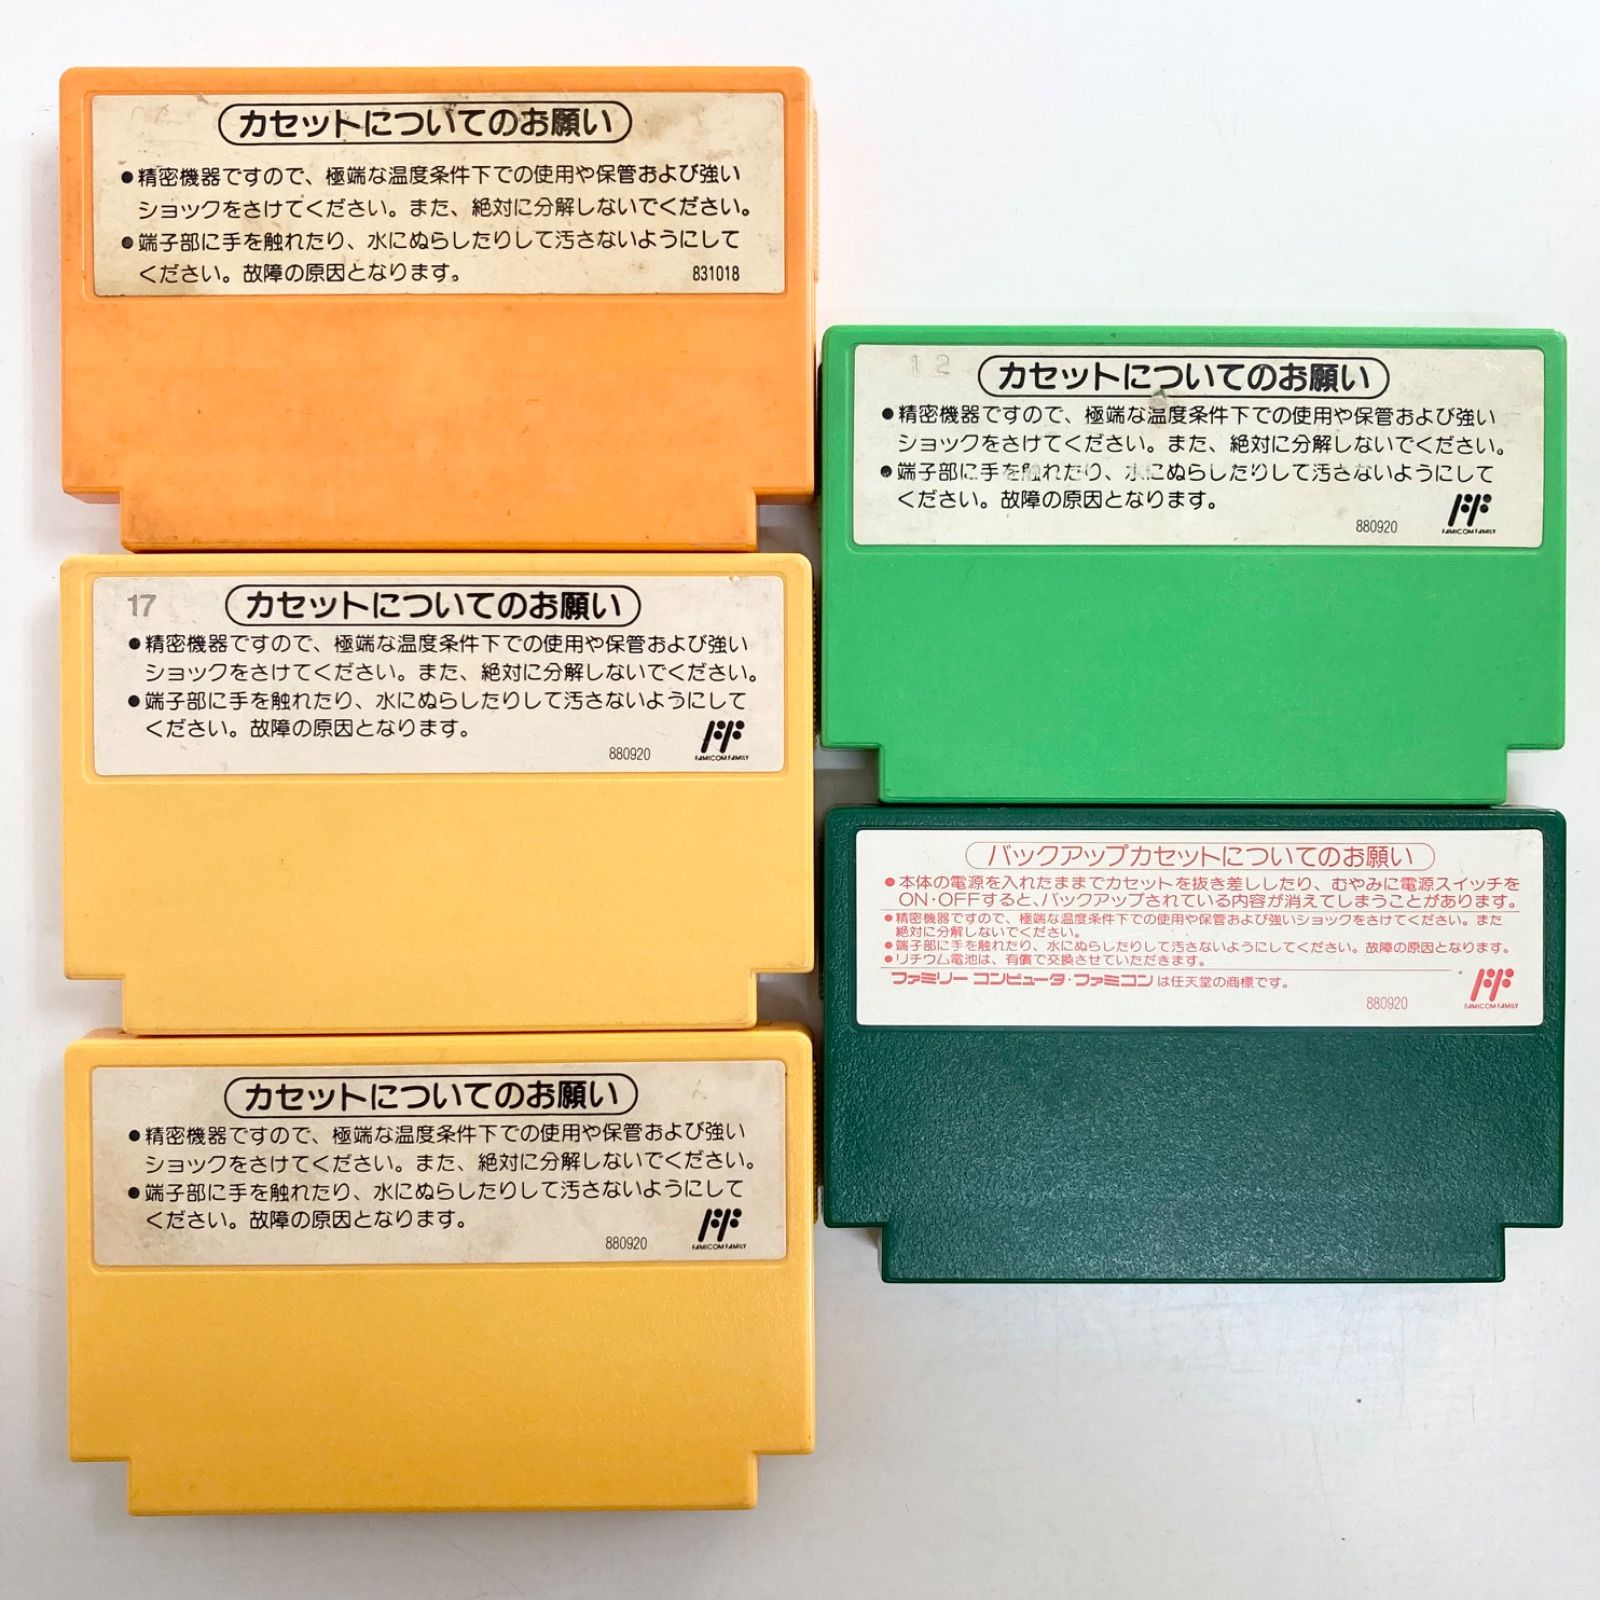 カセットについてのお願い
●精密機器ですので、極端な温度条件下での使用や保管および強い
ショックをさけてください。また、絶対に分解しないでください。
●端子部に手を触れたり、水にぬらしたりして汚さないようにして
ください。故障の原因となります。
831018
17
カセットについてのお願い
●精密機器ですので、極端な温度条件下での使用や保管および強い
ショックをさけてください。また、絶対に分解しないでください。
●端子部に手を触れたり、水にぬらしたりして汚さないようにして
ください。故障の原因となります。
880920
FAMICOM FAMILY
カセットについてのお願い
●精密機器ですので、極端な温度条件下での使用や保管および強い
ショックをさけてください。また、絶対に分解しないでください。
●端子部に手を触れたり、水にぬらしたりして汚さないようにして
ください。故障の原因となります。
880920
FAMICOM FAMILY
12
カセットについてのお願い
●精密機器ですので、極端な温度条件下での使用や保管および強い
ショックをさけてください。また、絶対に分解しないでください。
●端子部に手を触れたり、水にぬらしたりして汚さないようにして
ください。故障の原因となります。
880920
FAMICOM FAMILY
バックアップカセットについてのお願い
●本体の電源を入れたままでカセットを抜き差ししたり、むやみに電源スイッチを
ON・OFFすると、バックアップされている内容が消えてしまうことがあります。
●精密機器ですので、極端な温度条件下での使用や保管および強いショックをさけてください。また
絶対に分解しないでください。
●端子部に手を触れたり、水にぬらしたりして汚さないようにしてください。故障の原因となります。
●リチウム電池は、有償で交換させていただきます。
ファミリー コンピュータ・ファミコンは任天堂の商標です。
880920
FAMICOM FAMILY